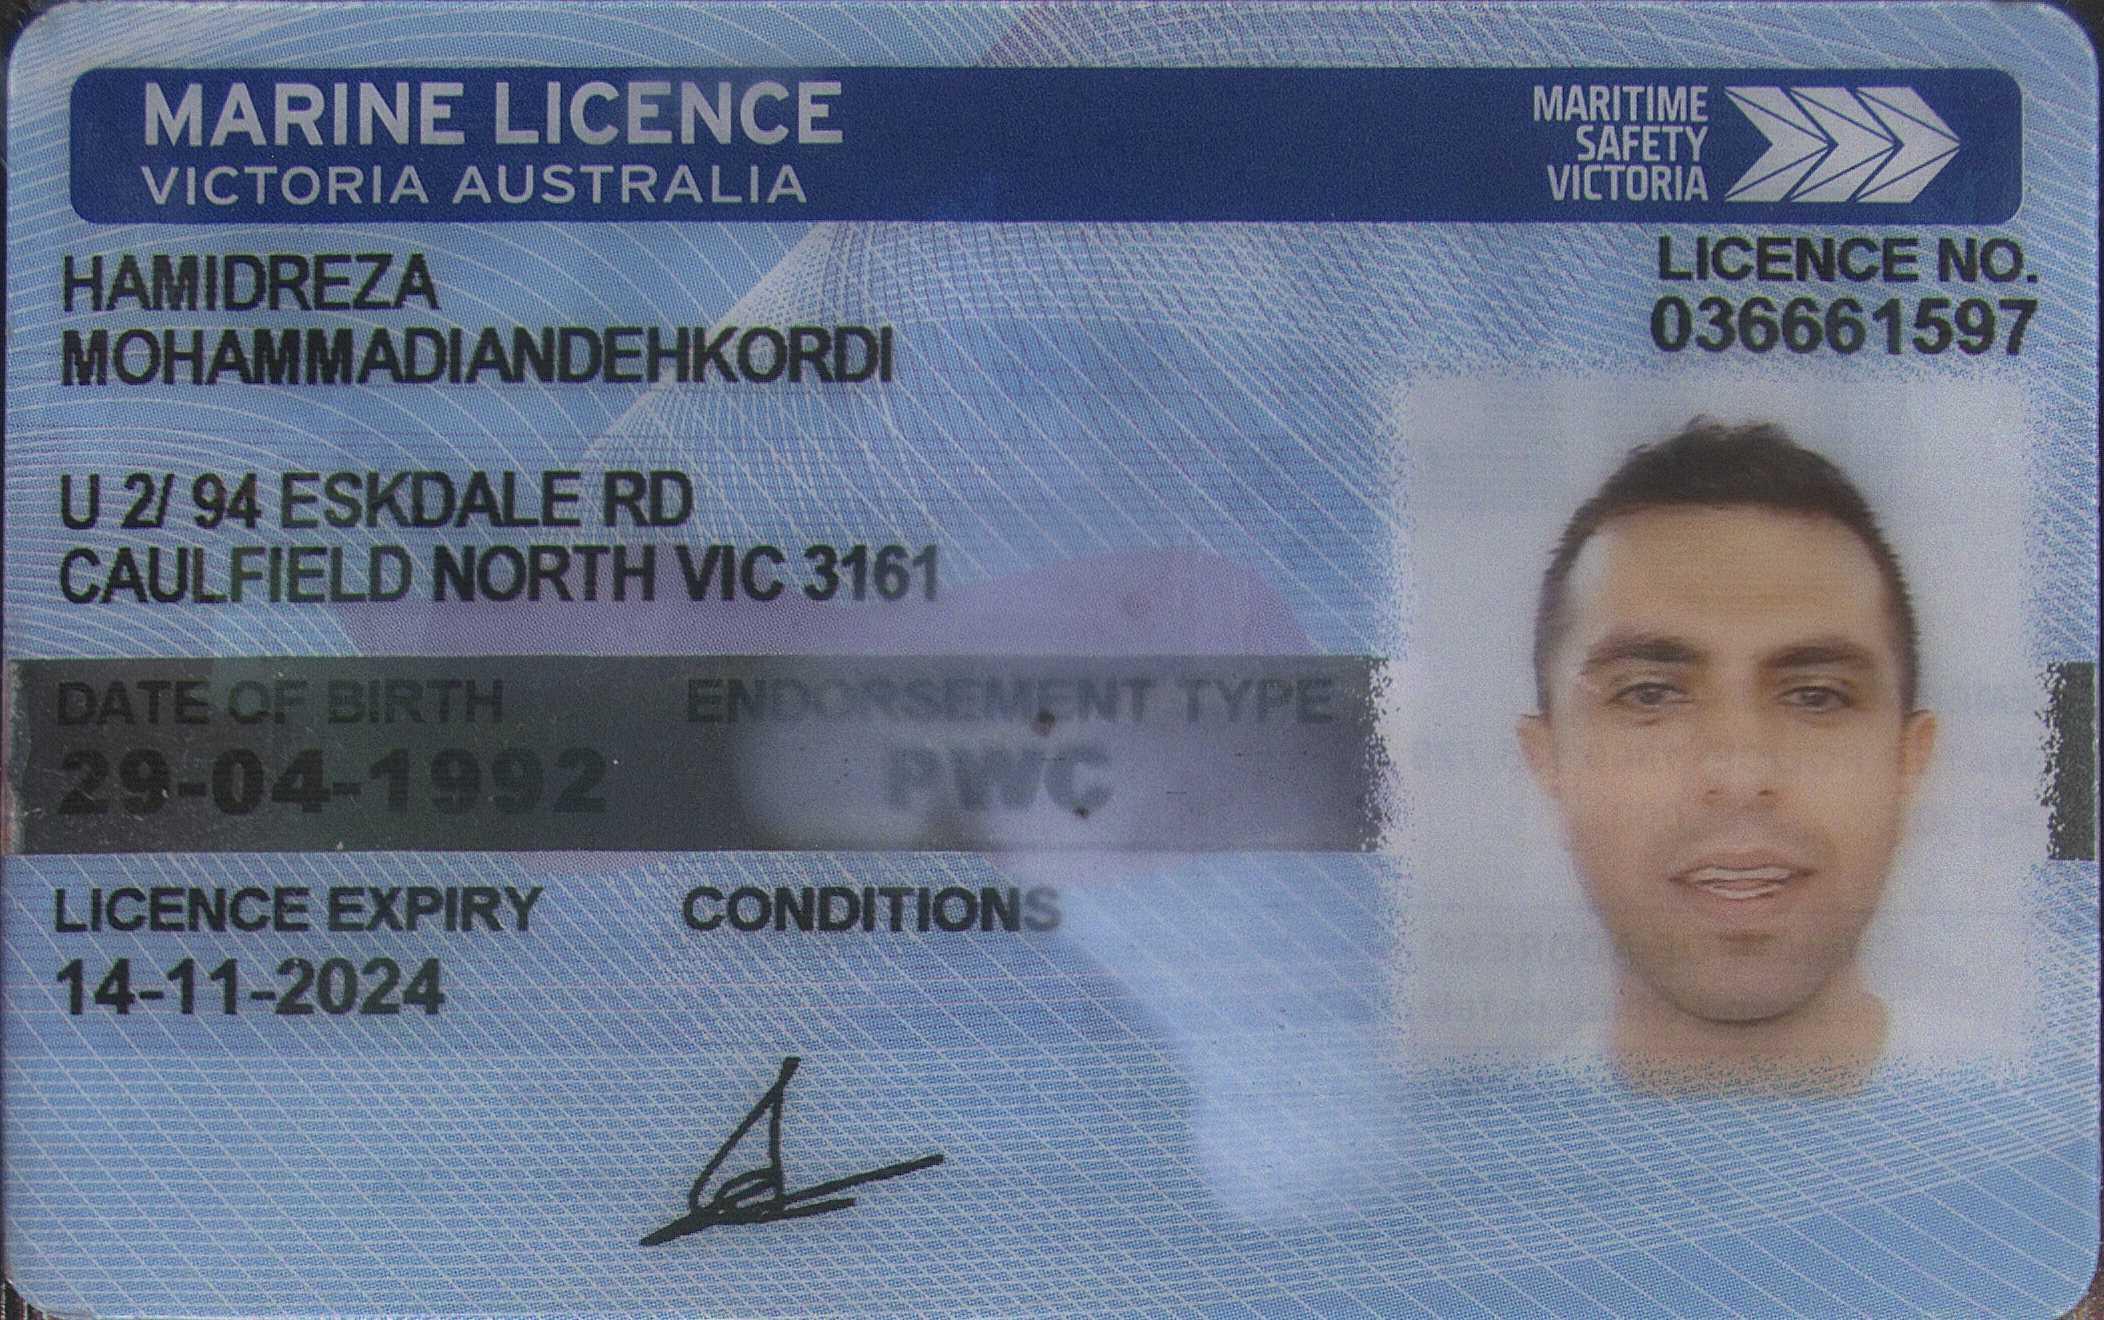 MARINE LICENCE
VICTORIA AUSTRALIA
MARITIME
SAFETY
VICTORIA
HAMIDREZA
MOHAMMADIANDEHKORDI
LICENCE NO.
036661597
U 2/ 94 ESKDALE RD
CAULFIELD NORTH VIC 3161
DATE OF BIRTH ENDORSEMENT TYPE
29-04-1992 PWC
LICENCE EXPIRY CONDITIONS
14-11-2024